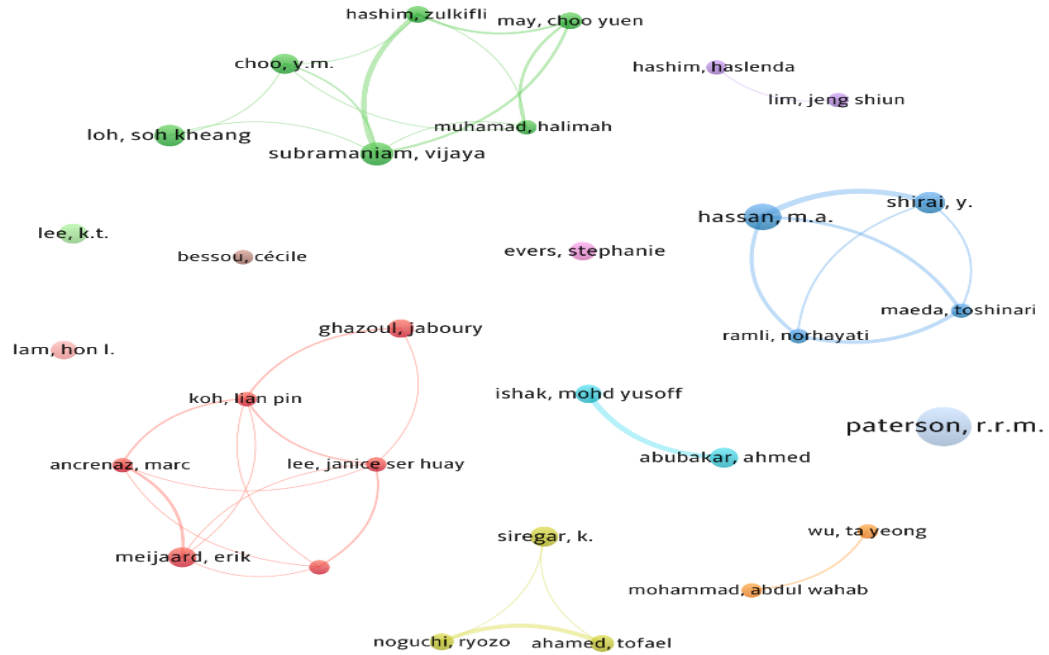 hashim, zulkifli
may, choo yuen
choo, y.m.
hashim, haslenda
lim, jeng shiun
loh, soh kheang
muhamad, halimah
subramaniam, vijaya
hassan, m.a.
shirai, y.
lee, k.t.
bessou, cécile
evers, stephanie
maeda, toshinari
ramli, norhayati
ghazoul, jaboury
lam, hon l.
koh, lian pin
ishak, mohd yusoff
paterson, r.r.m.
ancrenaz, marc
lee, janice ser huay
abubakar, ahmed
meijaard, erik
siregar, k.
wu, ta yeong
mohammad, abdul wahab
noguchi, ryozo
ahamed, tofael